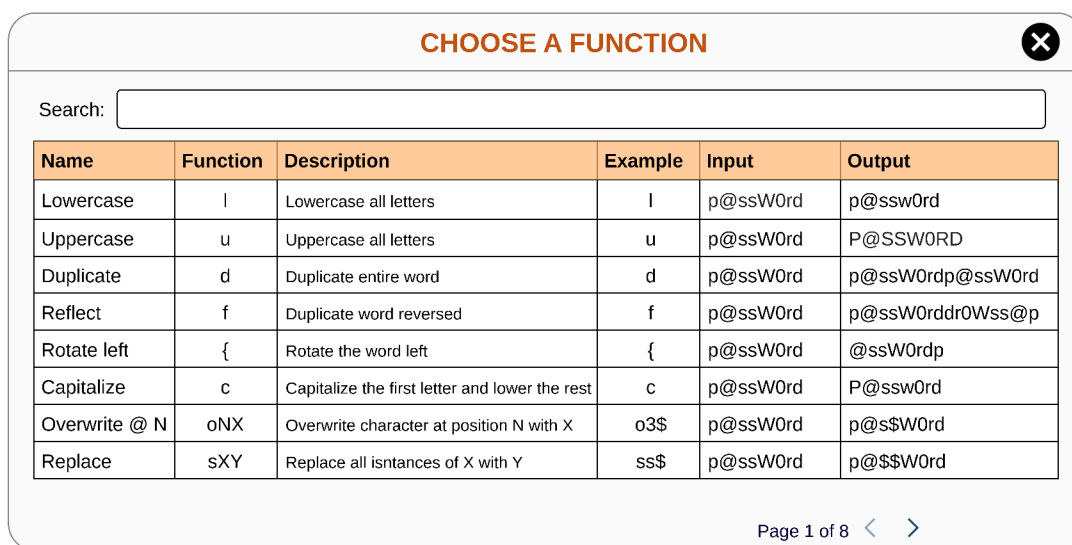 CHOOSE A FUNCTION
Search:
Name Function Description Example Input Output
Lowercase l Lowercase all letters l p@ssW0rd p@ssw0rd
Uppercase u Uppercase all letters u p@ssW0rd P@SSW0RD
Duplicate d Duplicate entire word d p@ssW0rd p@ssW0rdp@ssW0rd
Reflect f Duplicate word reversed f p@ssW0rd p@ssW0rddr0Wss@p
Rotate left { Rotate the word left { p@ssW0rd @ssW0rdp
Capitalize c Capitalize the first letter and lower the rest c p@ssW0rd P@ssw0rd
Overwrite @ N oNX Overwrite character at position N with X o3$ p@ssW0rd p@s$W0rd
Replace sXY Replace all isntances of X with Y ss$ p@ssW0rd p@$$W0rd
Page 1 of 8